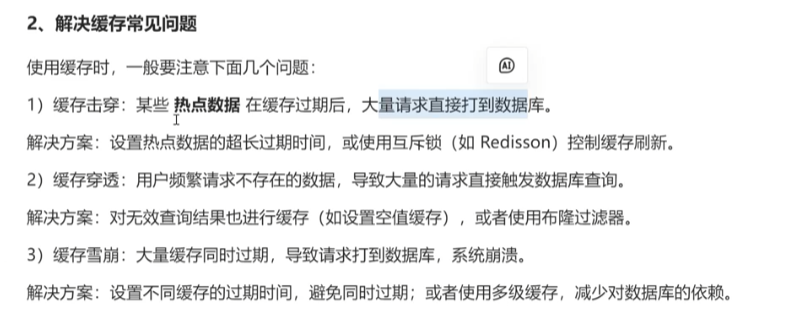 2、解决缓存常见问题
使用缓存时，一般要注意下面几个问题：
1）缓存击穿：某些 热点数据 在缓存过期后，大量请求直接打到数据库。
解决方案：设置热点数据的超长过期时间，或使用互斥锁（如 Redisson）控制缓存刷新。
2）缓存穿透：用户频繁请求不存在的数据，导致大量的请求直接触发数据库查询。
解决方案：对无效查询结果也进行缓存（如设置空值缓存），或者使用布隆过滤器。
3）缓存雪崩：大量缓存同时过期，导致请求打到数据库，系统崩溃。
解决方案：设置不同缓存的过期时间，避免同时过期；或者使用多级缓存，减少对数据库的依赖。